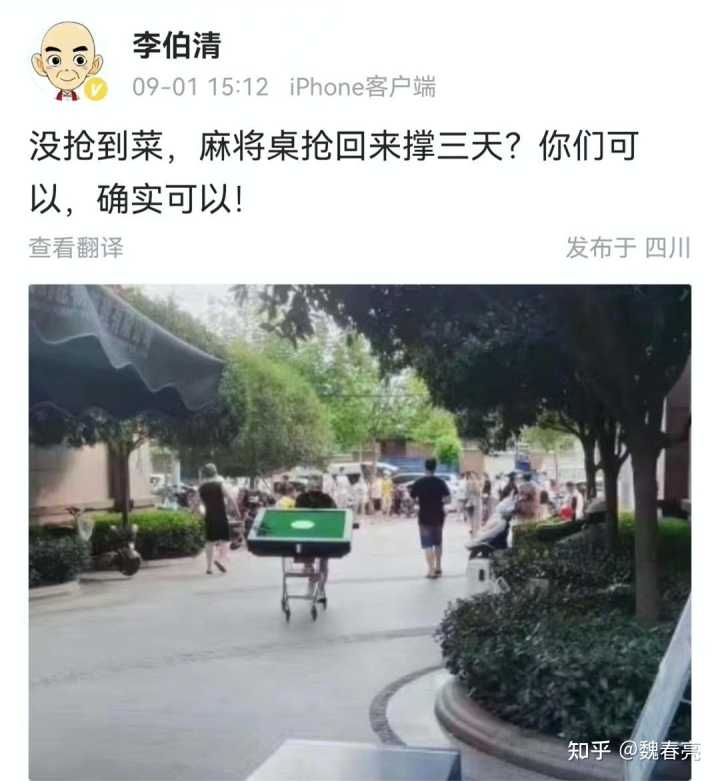 李伯清
09-01 15:12 iPhone客户端
没抢到菜，麻将桌抢回来撑三天？你们可
以，确实可以！
查看翻译 发布于 四川
知乎 @魏春亮